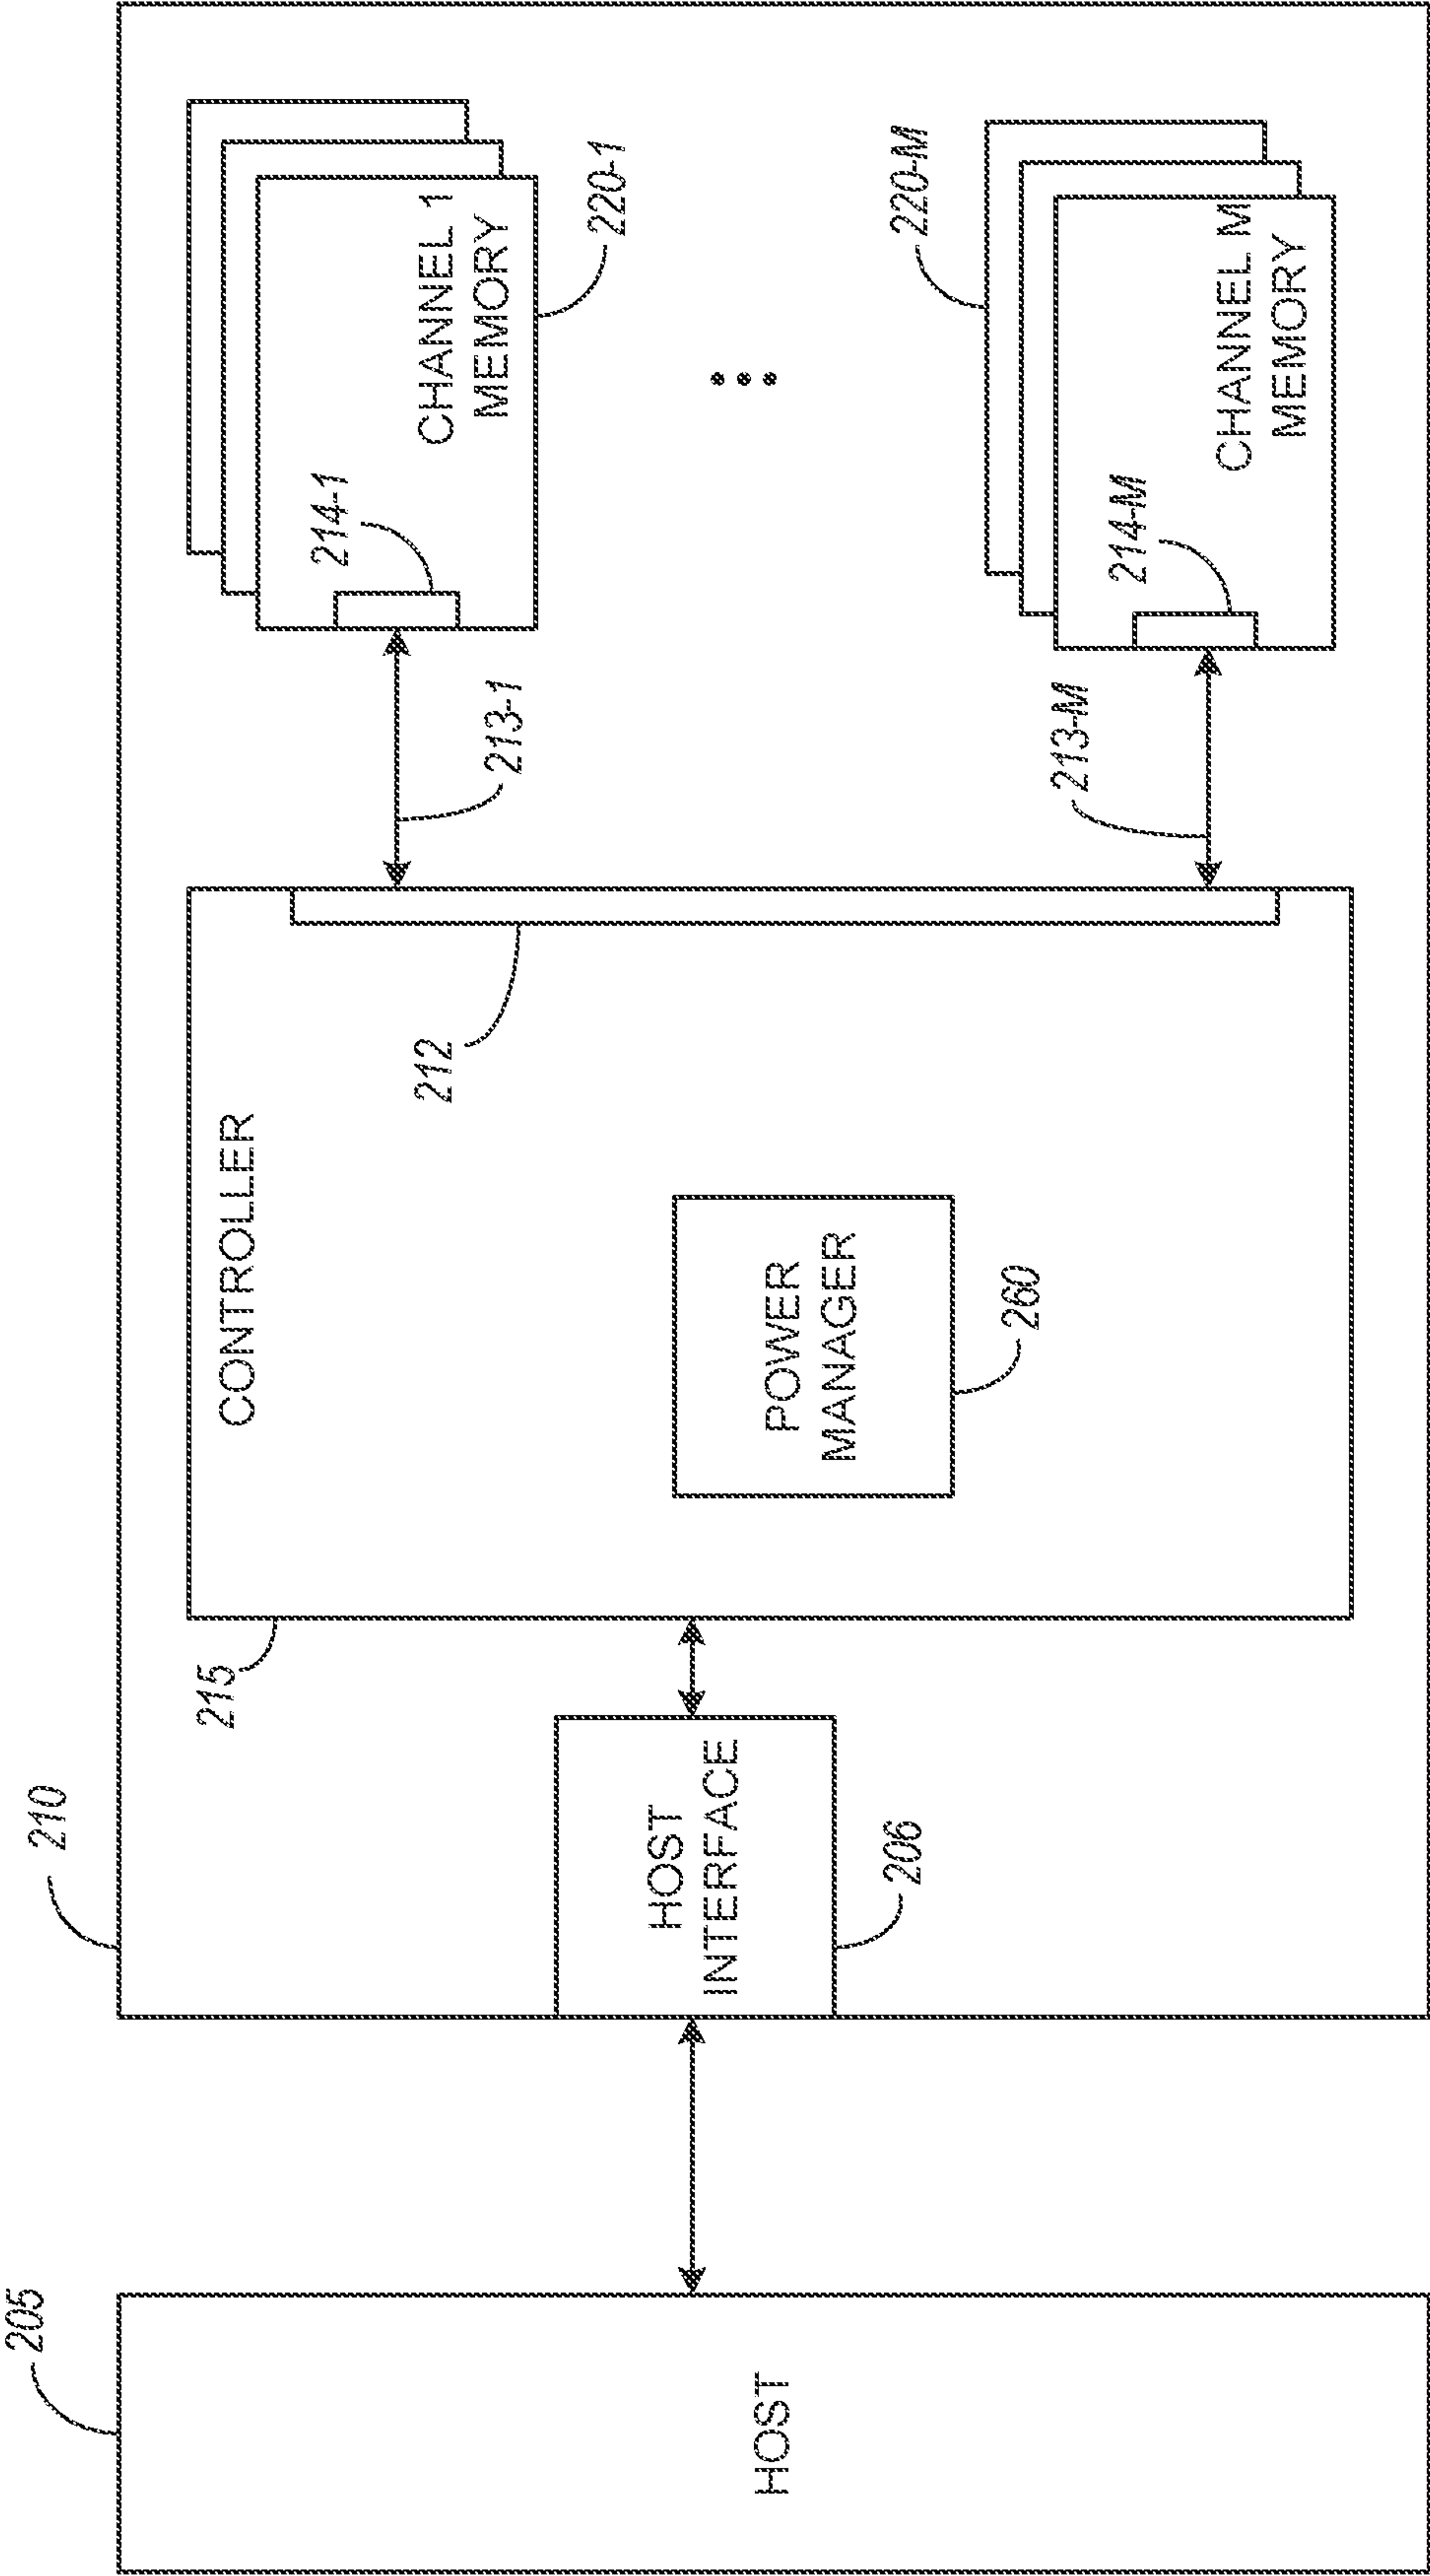 205
HOST
210
HOST
INTERFACE
206
215
CONTROLLER
POWER
MANAGER
260
212
213-1
213-M
214-1
CHANNEL 1
MEMORY
220-1
214-M
CHANNEL M
MEMORY
220-M